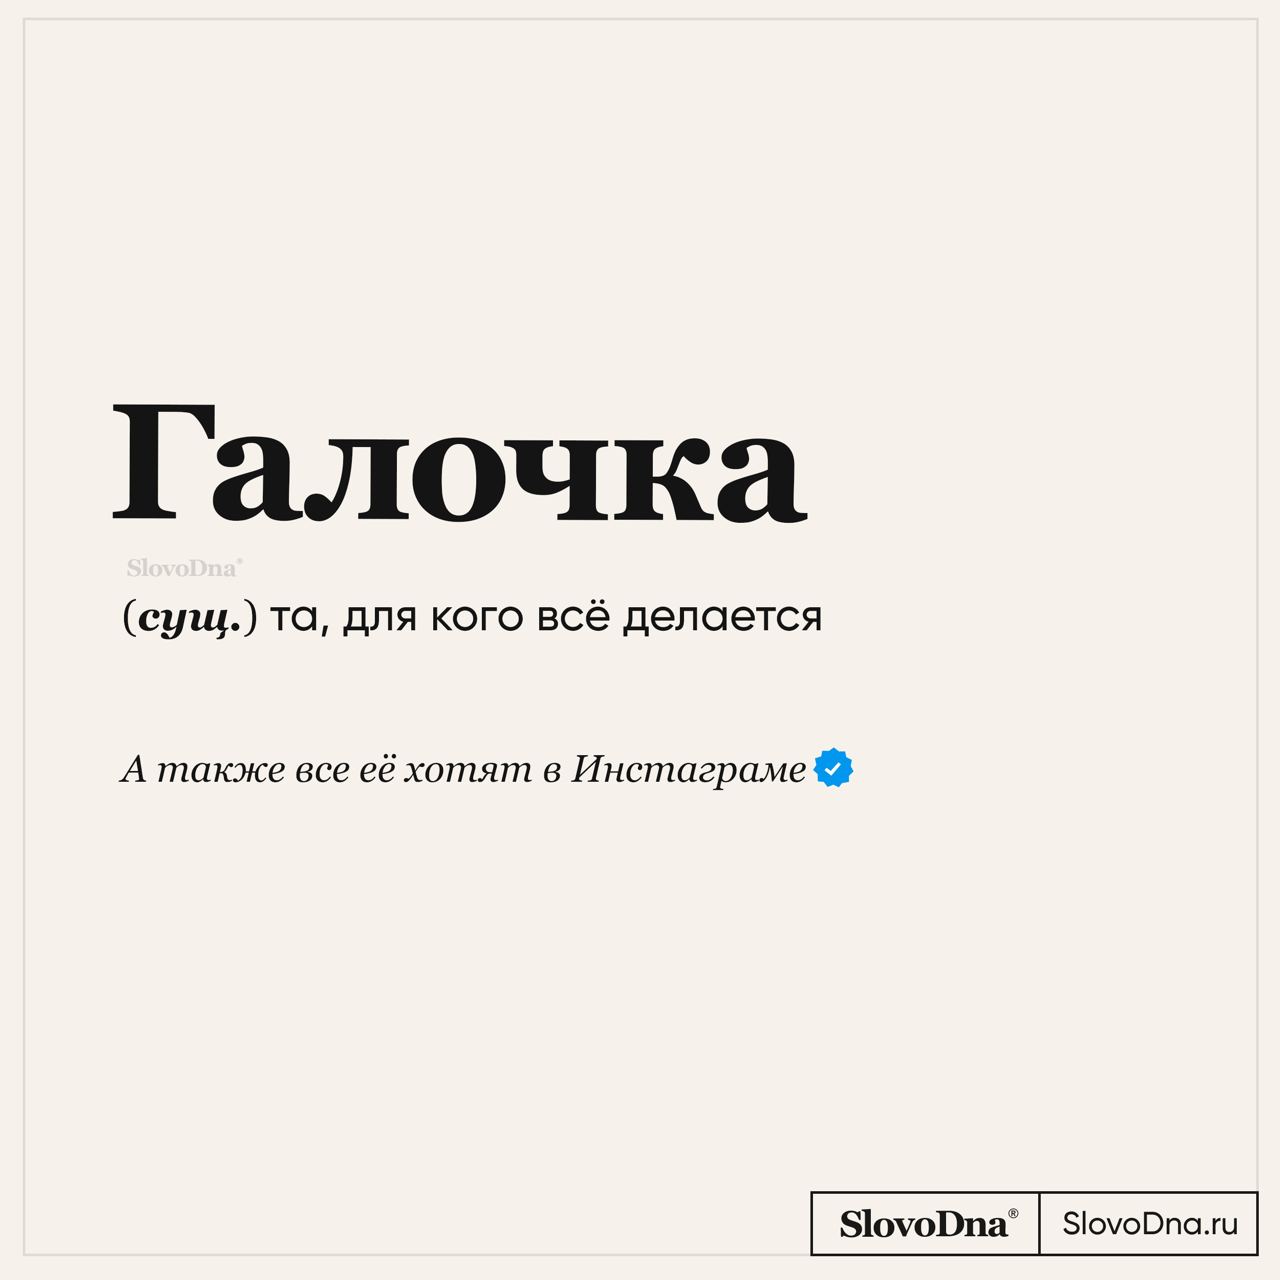 Галочка
SlovoDna®
(сущ.) та, для кого всё делается
А также все её хотят в Инстаграме
SlovoDna® SlovoDna.ru